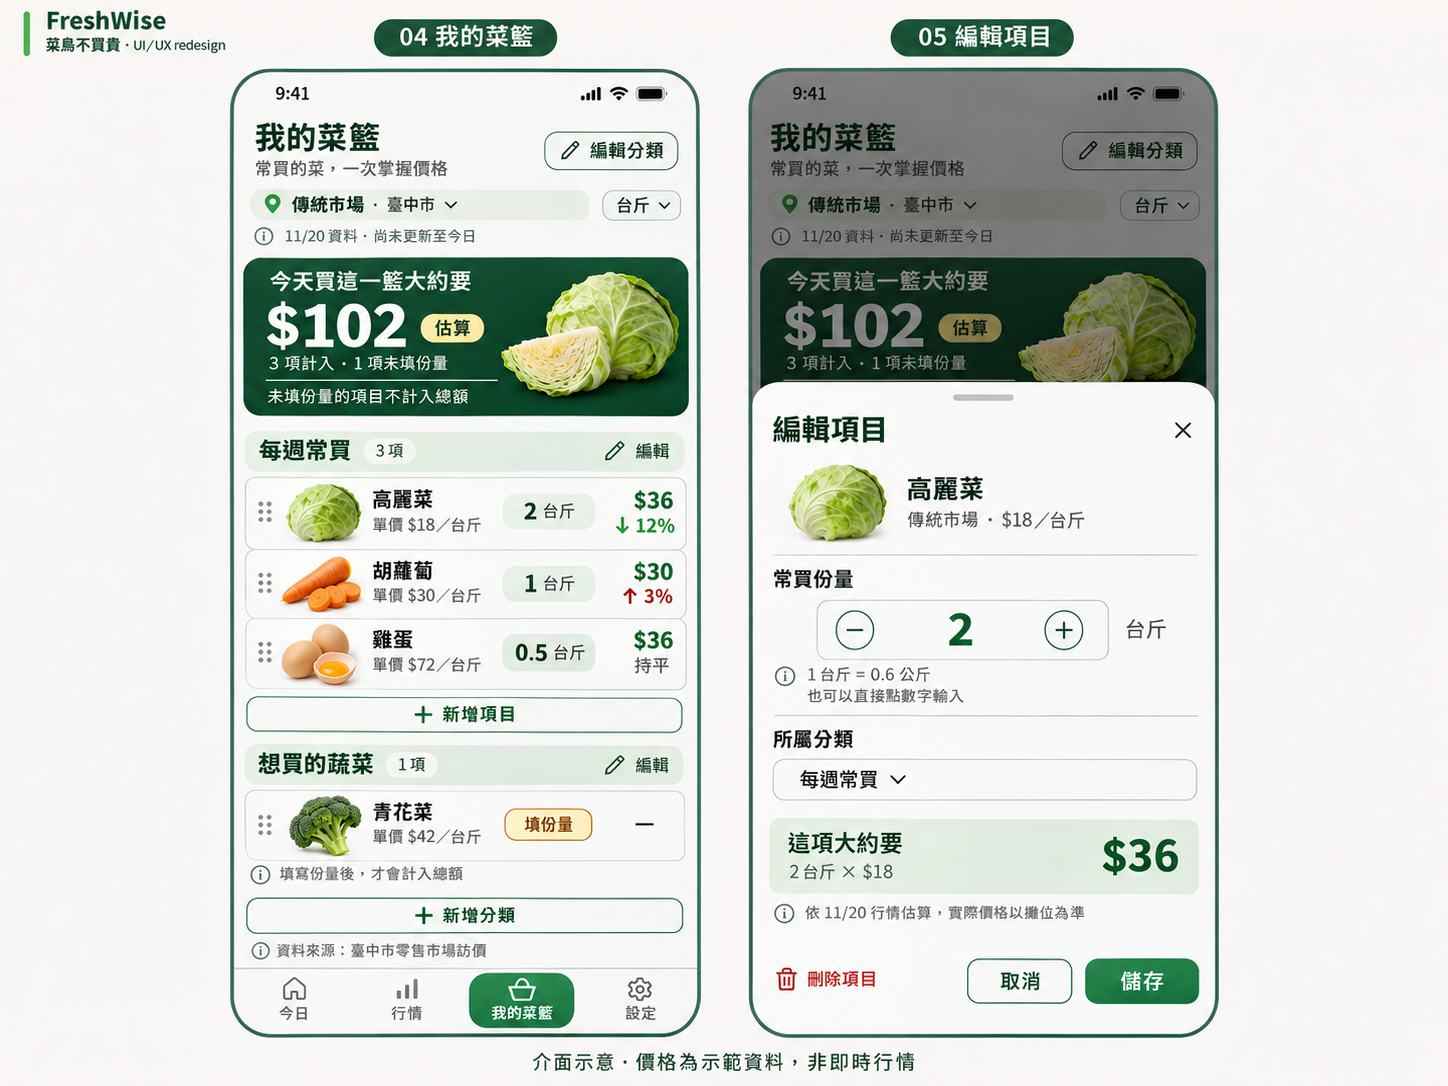 FreshWise
菜鳥不買貴・UI/UX redesign
04 我的菜籃
9:41
我的菜籃
編輯分類
常買的菜，一次掌握價格
傳統市場・臺中市
台斤
11/20 資料・尚未更新至今日
今天買這一籃大約要
$102 估算
3 項計入・1 項未填份量
未填份量的項目不計入總額
每週常買 3 項 編輯
高麗菜
單價 $18／台斤
2 台斤
$36
↓ 12%
胡蘿蔔
單價 $30／台斤
1 台斤
$30
↑ 3%
雞蛋
單價 $72／台斤
0.5 台斤
$36
持平
＋ 新增項目
想買的蔬菜 1 項 編輯
青花菜
單價 $42／台斤
填份量
—
填寫份量後，才會計入總額
＋ 新增分類
資料來源：臺中市零售市場訪價
今日 行情 我的菜籃 設定
05 編輯項目
9:41
我的菜籃
編輯分類
常買的菜，一次掌握價格
傳統市場・臺中市
台斤
11/20 資料・尚未更新至今日
今天買這一籃大約要
$102 估算
3 項計入・1 項未填份量
編輯項目
高麗菜
傳統市場・$18／台斤
常買份量
2 台斤
1 台斤 = 0.6 公斤
也可以直接點數字輸入
所屬分類
每週常買
這項大約要
2 台斤 × $18
$36
依 11/20 行情估算，實際價格以攤位為準
刪除項目 取消 儲存
介面示意・價格為示範資料，非即時行情